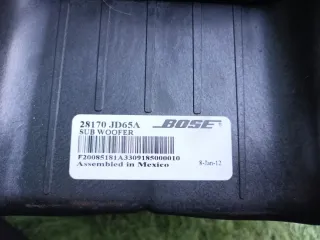 28170 JD65A
SUB WOOFER
BOSE
F20085181A3309185000010
Assembled in Mexico
8-Jan-12